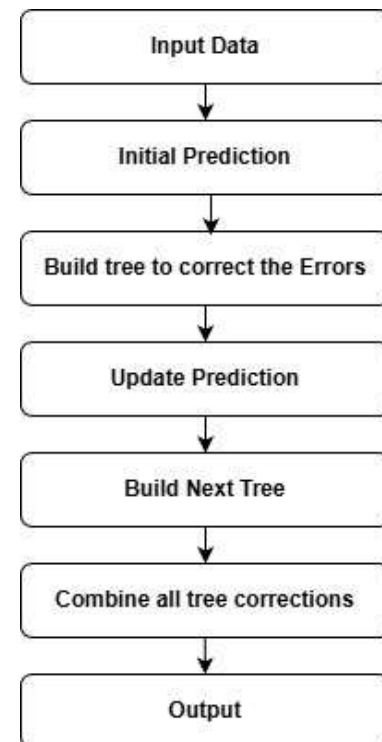 Input Data
Initial Prediction
Build tree to correct the Errors
Update Prediction
Build Next Tree
Combine all tree corrections
Output